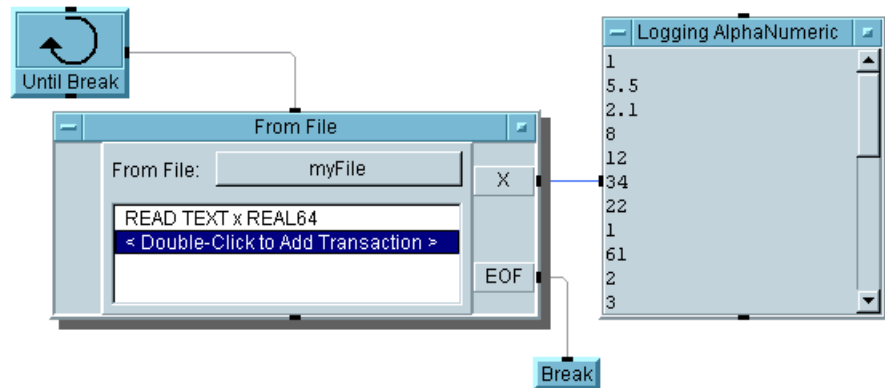 Until Break
From File
From File:
myFile
READ TEXT x REAL64
< Double-Click to Add Transaction >
X
EOF
Break
Logging AlphaNumeric
1
5.5
2.1
8
12
34
22
1
61
2
3